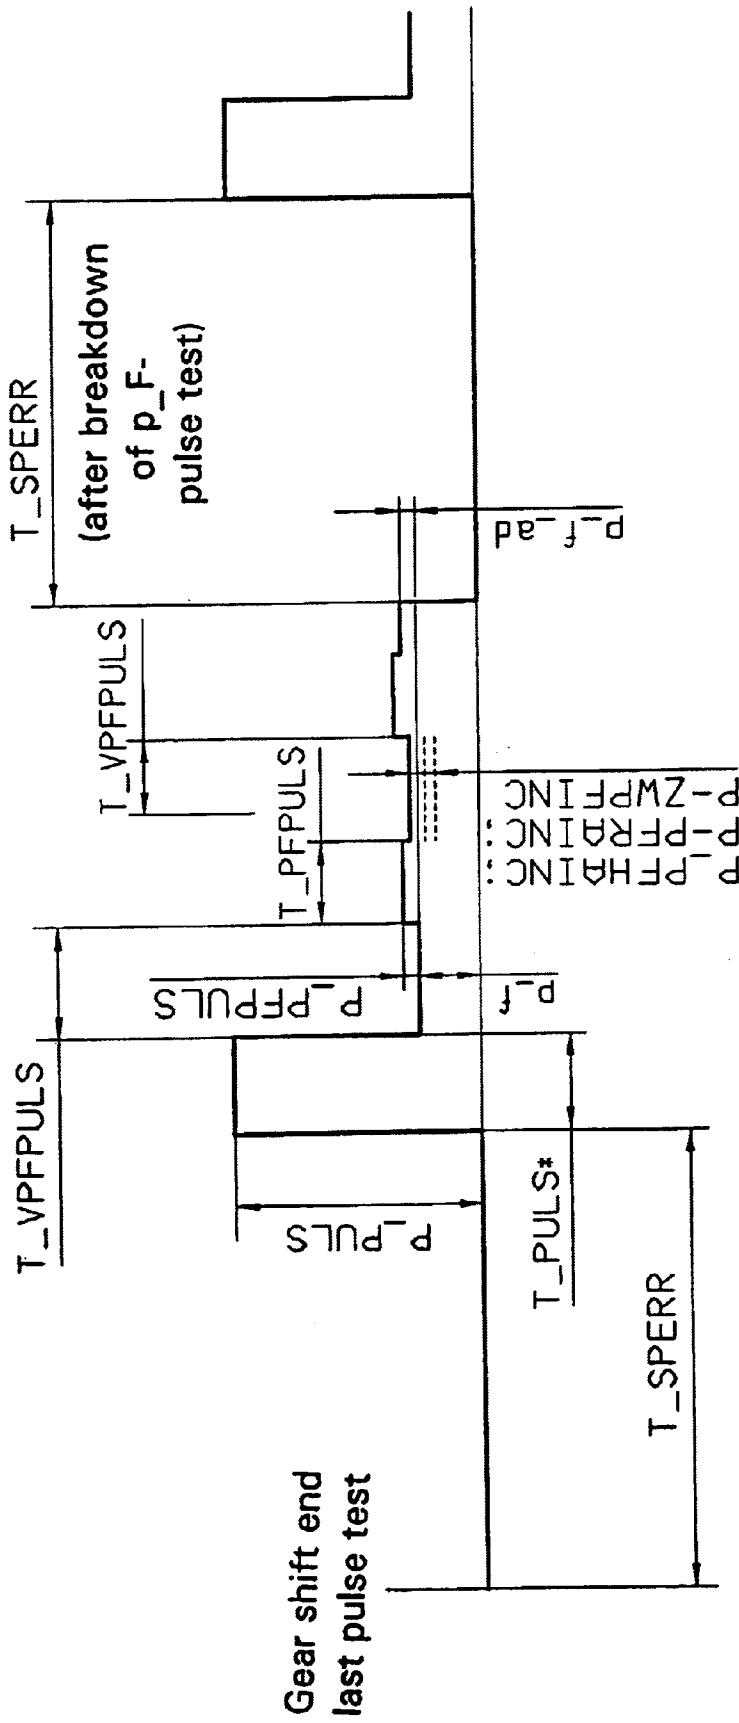 Gear shift end
last pulse test
T_SPERR
T_PULS*
P_PULS
T_VPFPULS
p_f
P_PFPULS
T_PFPULS
P_PFHAINC;
P-PFRAINC;
P-ZWPFINC
T_VPFPULS
p_f_ad
T_SPERR
(after breakdown
of p_F-
pulse test)